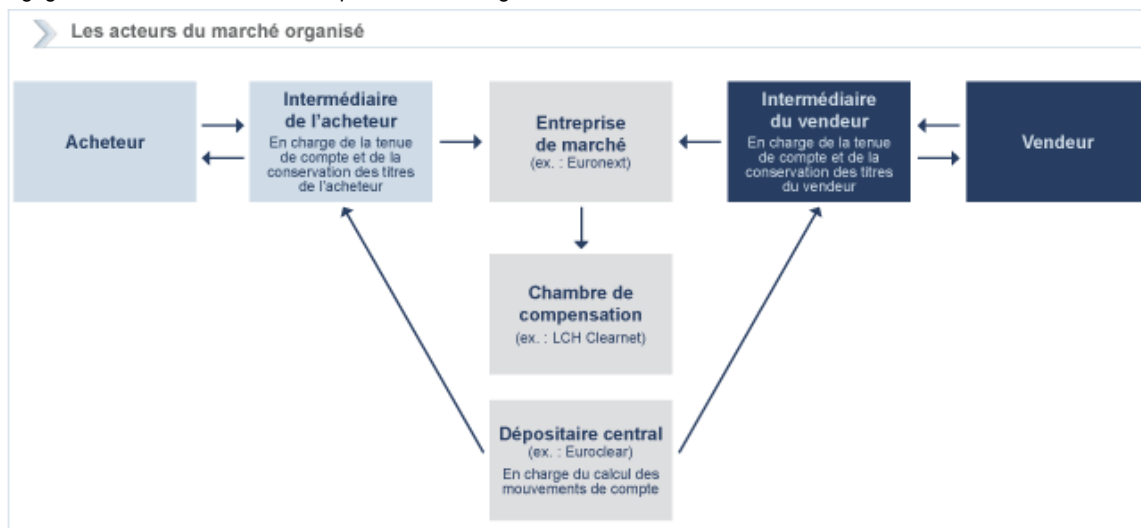 Les acteurs du marché organisé
Acheteur
Intermédiaire
de l'acheteur
En charge de la tenue
de compte et de la
conservation des titres
de l'acheteur
Entreprise
de marché
(ex. : Euronext)
Intermédiaire
du vendeur
En charge de la tenue
de compte et de la
conservation des titres
du vendeur
Vendeur
Chambre de
compensation
(ex. : LCH Clearnet)
Dépositaire central
(ex. : Euroclear)
En charge du calcul des
mouvements de compte